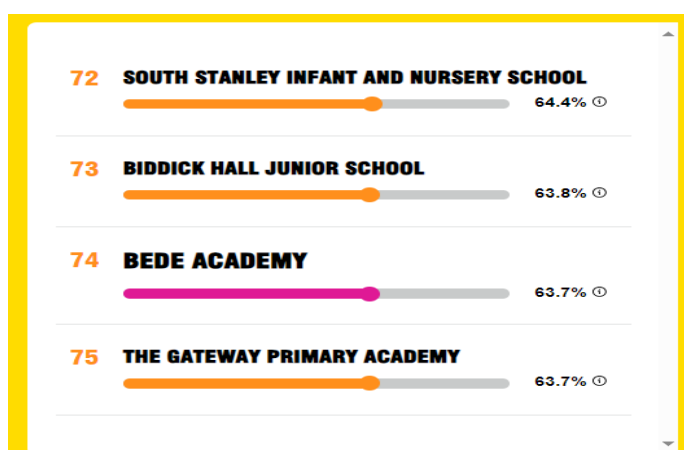 72 SOUTH STANLEY INFANT AND NURSERY SCHOOL
64.4%
73 BIDDICK HALL JUNIOR SCHOOL
63.8%
74 BEDE ACADEMY
63.7%
75 THE GATEWAY PRIMARY ACADEMY
63.7%